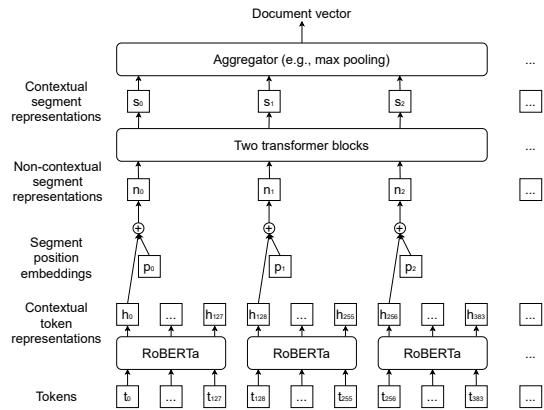 Document vector
Aggregator (e.g., max pooling) ...
Contextual
segment
representations
s₀ s₁ s₂ ...
Two transformer blocks ...
Non-contextual
segment
representations
n₀ n₁ n₂ ...
+ + +
Segment
position
embeddings
p₀ p₁ p₂
Contextual
token
representations
h₀ ... h₁₂₇ h₁₂₈ ... h₂₅₅ h₂₅₆ ... h₃₈₃ ...
RoBERTa RoBERTa RoBERTa ...
Tokens t₀ ... t₁₂₇ t₁₂₈ ... t₂₅₅ t₂₅₆ ... t₃₈₃ ...